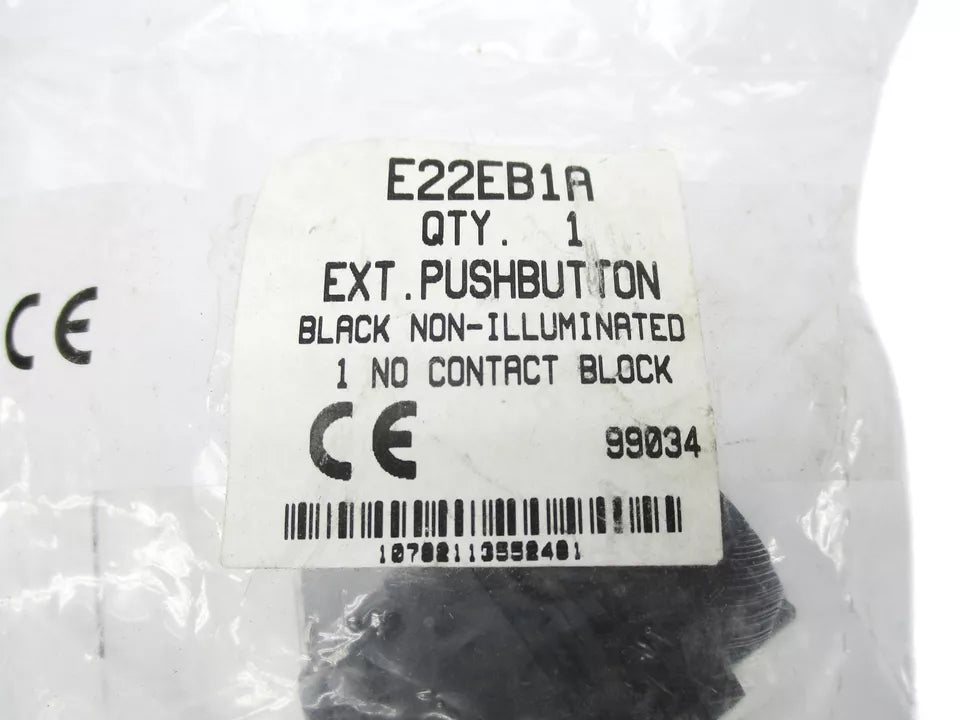 E22EB1A
QTY. 1
EXT.PUSHBUTTON
BLACK NON-ILLUMINATED
1 NO CONTACT BLOCK
CE
CE 99034
10782113552481